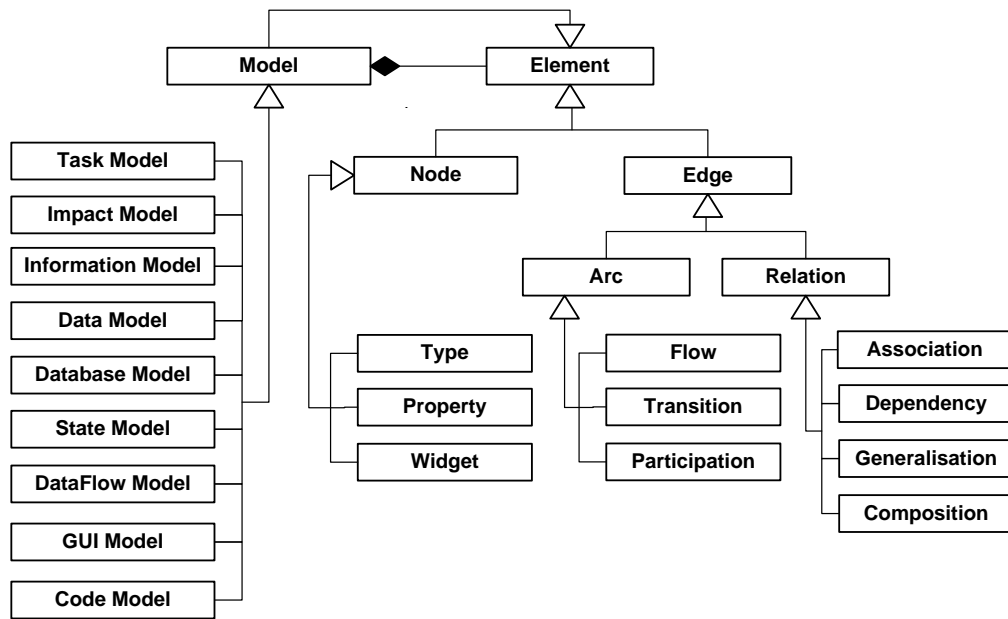 Model
Element
Task Model
Impact Model
Information Model
Data Model
Database Model
State Model
DataFlow Model
GUI Model
Code Model
Node
Edge
Type
Property
Widget
Arc
Relation
Flow
Transition
Participation
Association
Dependency
Generalisation
Composition